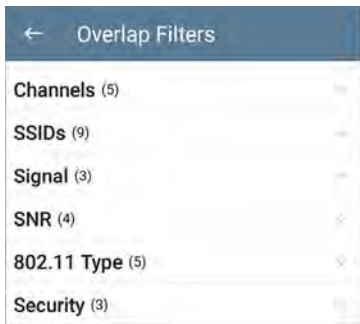 Overlap Filters
Channels (5)
SSIDs (9)
Signal (3)
SNR (4)
802.11 Type (5)
Security (3)